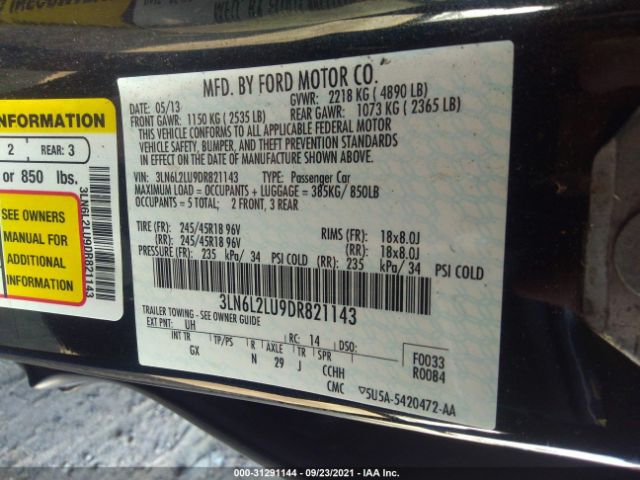 MFD. BY FORD MOTOR CO.
DATE: 05/13 GVWR: 2218 KG ( 4890 LB)
FRONT GAWR: 1150 KG ( 2535 LB) REAR GAWR: 1073 KG ( 2365 LB)
THIS VEHICLE CONFORMS TO ALL APPLICABLE FEDERAL MOTOR
VEHICLE SAFETY, BUMPER, AND THEFT PREVENTION STANDARDS
IN EFFECT ON THE DATE OF MANUFACTURE SHOWN ABOVE.
VIN: 3LN6L2LU9DR821143 TYPE: Passenger Car
MAXIMUM LOAD = OCCUPANTS + LUGGAGE = 385KG/ 850LB
OCCUPANTS = 5 TOTAL; 2 FRONT, 3 REAR
TIRE (FR): 245/45R18 96V RIMS (FR): 18x8.0J
(RR): 245/45R18 96V (RR): 18x8.0J
PRESSURE (FR): 235 kPa/ 34 PSI COLD (RR): 235 kPa/ 34 PSI COLD
3LN6L2LU9DR821143
TRAILER TOWING - SEE OWNER GUIDE
EXT PNT: UH RC: 14 DSO:
INT TR TP/PS R AXLE TR SPR F0033
GX N 29 J CCHH R0084
CMC 5U5A-5420472-AA
INFORMATION
2 REAR: 3
or 850 lbs.
SEE OWNERS
MANUAL FOR
ADDITIONAL
INFORMATION
3LN6L2U9DR821143
000-31291144 - 09/23/2021 - IAA Inc.